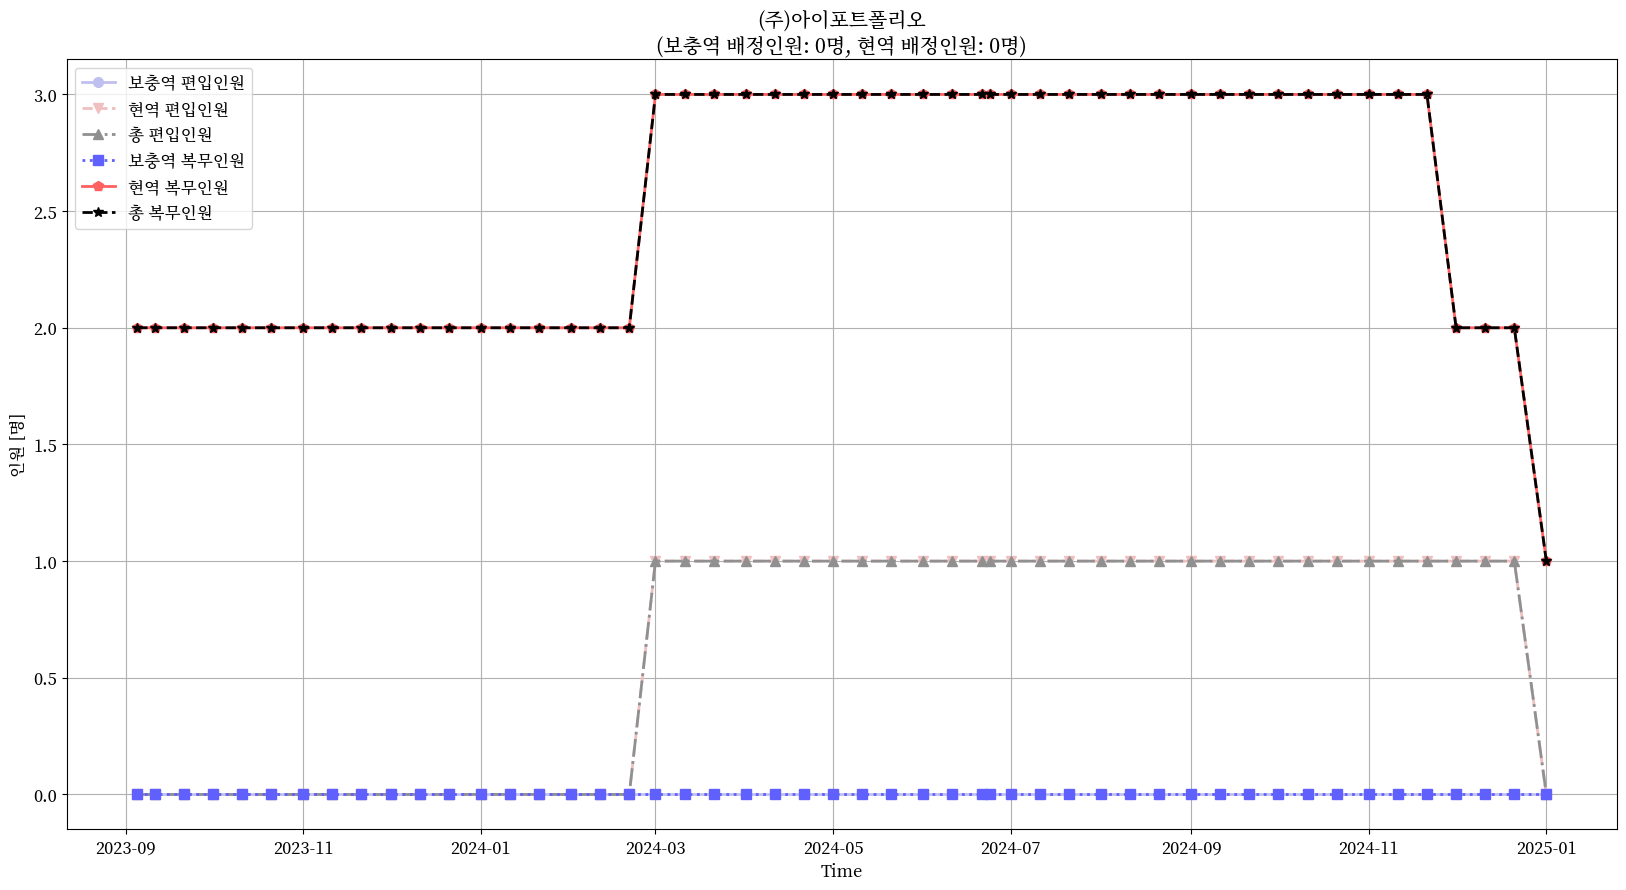 (주)아이포트폴리오
(보충역 배정인원: 0명, 현역 배정인원: 0명)
보충역 편입인원
현역 편입인원
총 편입인원
보충역 복무인원
현역 복무인원
총 복무인원
3.0
2.5
2.0
1.5
1.0
0.5
0.0
인원 [명]
2023-09 2023-11 2024-01 2024-03 2024-05 2024-07 2024-09 2024-11 2025-01
Time